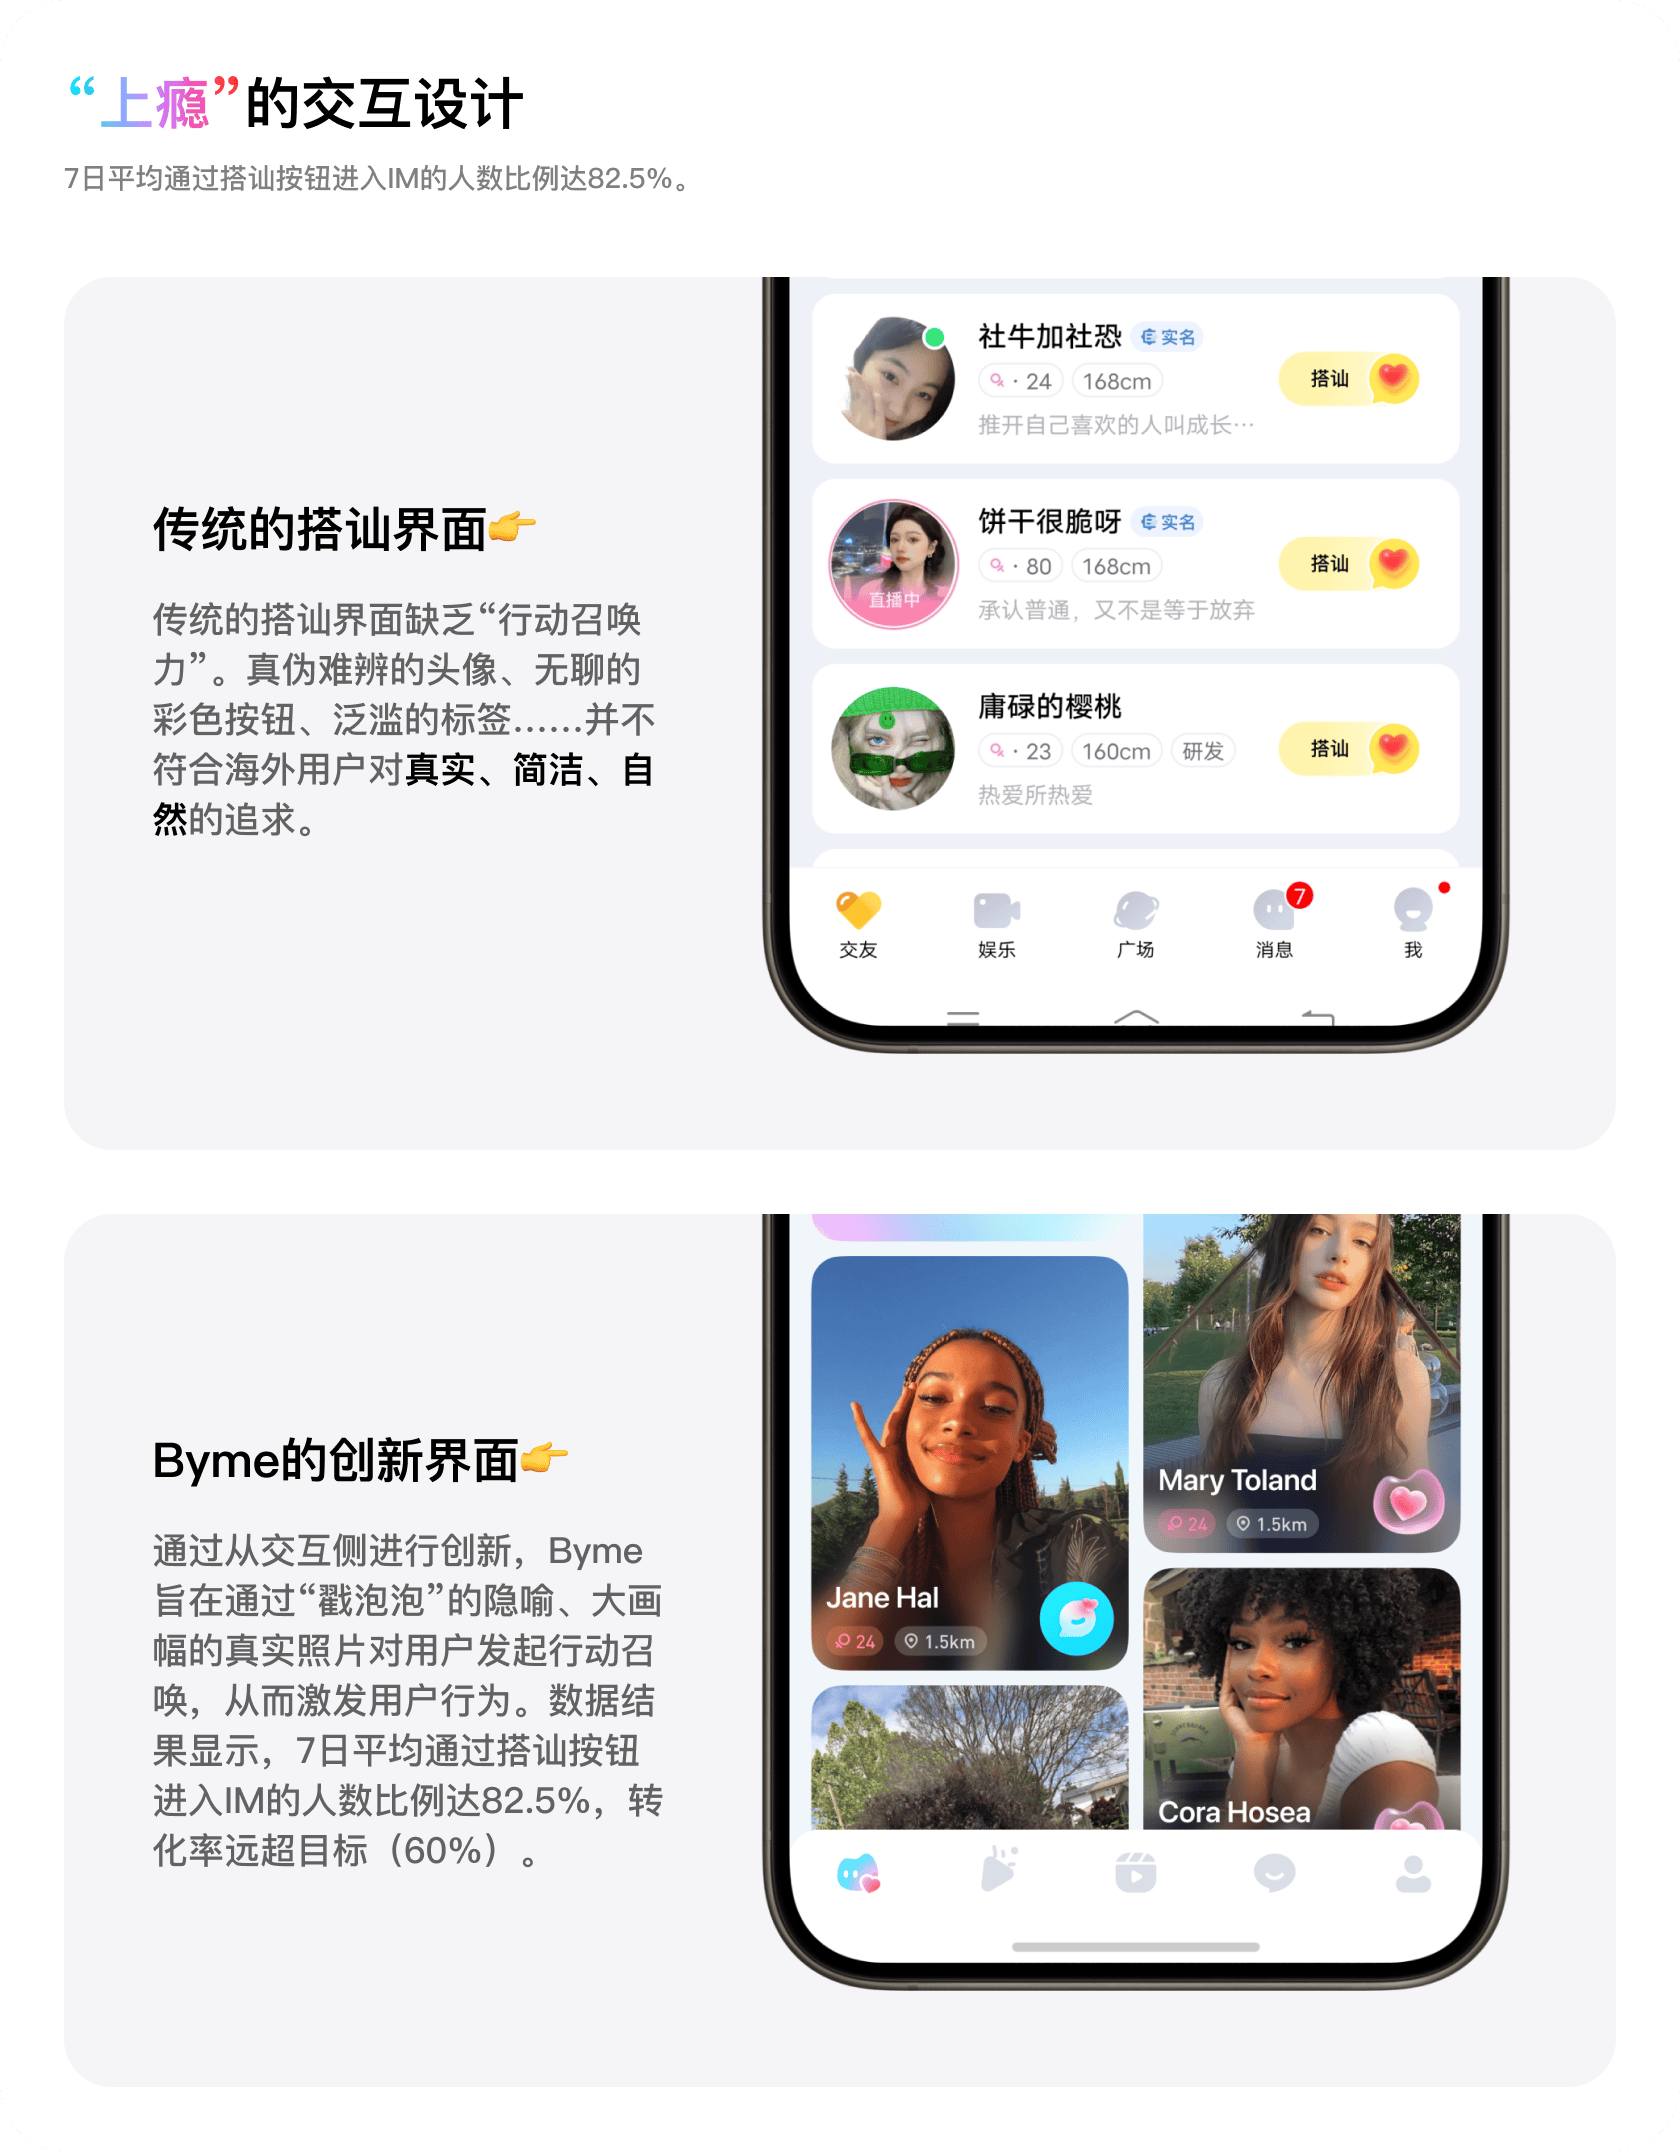 “上瘾”的交互设计
7日平均通过搭讪按钮进入IM的人数比例达82.5%。
传统的搭讪界面👉
传统的搭讪界面缺乏“行动召唤
力”。真伪难辨的头像、无聊的
彩色按钮、泛滥的标签……并不
符合海外用户对真实、简洁、自
然的追求。
社牛加社恐 实名
24 168cm
推开自己喜欢的人叫成长…
搭讪
饼干很脆呀 实名
80 168cm
承认普通，又不是等于放弃
直播中
搭讪
庸碌的樱桃
23 160cm 研发
热爱所热爱
搭讪
交友 娱乐 广场 消息 我
7
Byme的创新界面👉
通过从交互侧进行创新，Byme
旨在通过“戳泡泡”的隐喻、大画
幅的真实照片对用户发起行动召
唤，从而激发用户行为。数据结
果显示，7日平均通过搭讪按钮
进入IM的人数比例达82.5%，转
化率远超目标（60%）。
Mary Toland
24 1.5km
Jane Hal
24 1.5km
Cora Hosea